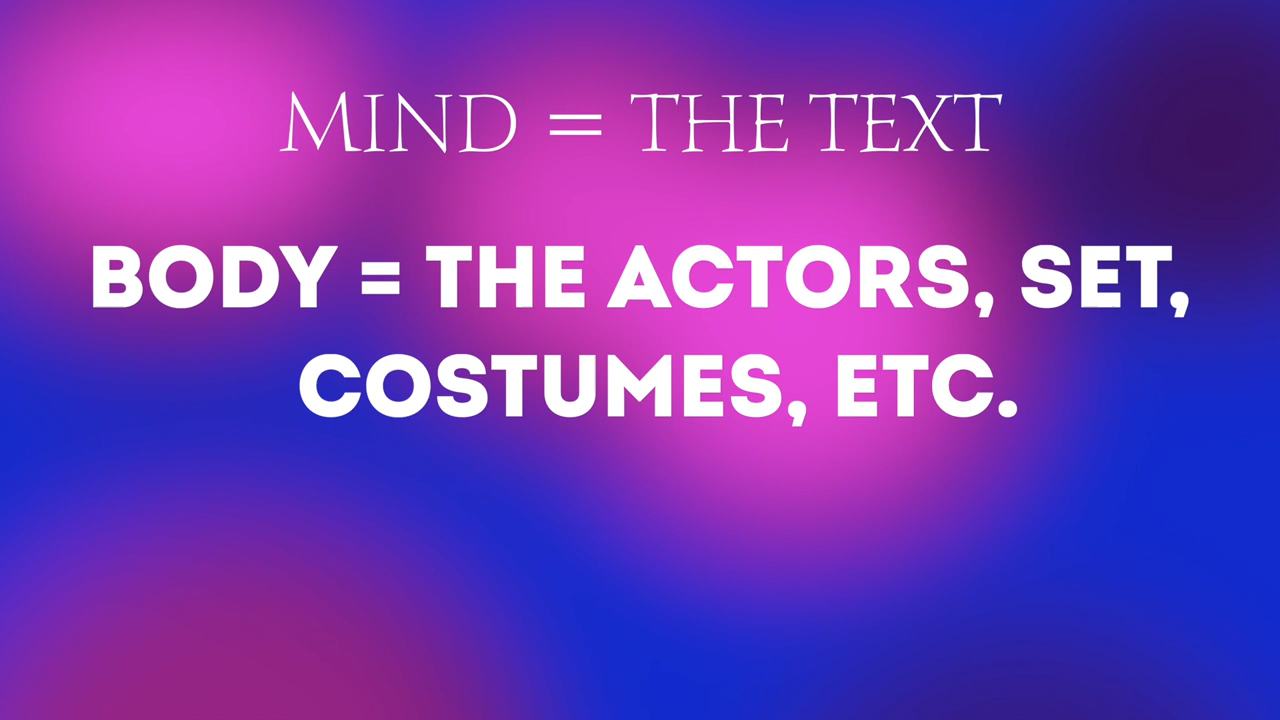 MIND = THE TEXT
BODY = THE ACTORS, SET,
COSTUMES, ETC.